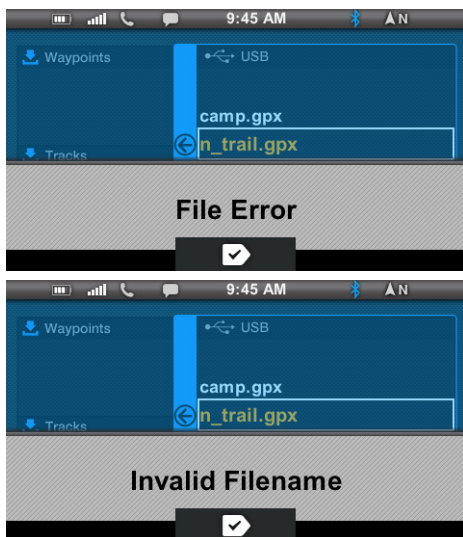 9:45 AM
N
Waypoints
USB
camp.gpx
n_trail.gpx
Tracks
File Error
9:45 AM
N
Waypoints
USB
camp.gpx
n_trail.gpx
Tracks
Invalid Filename